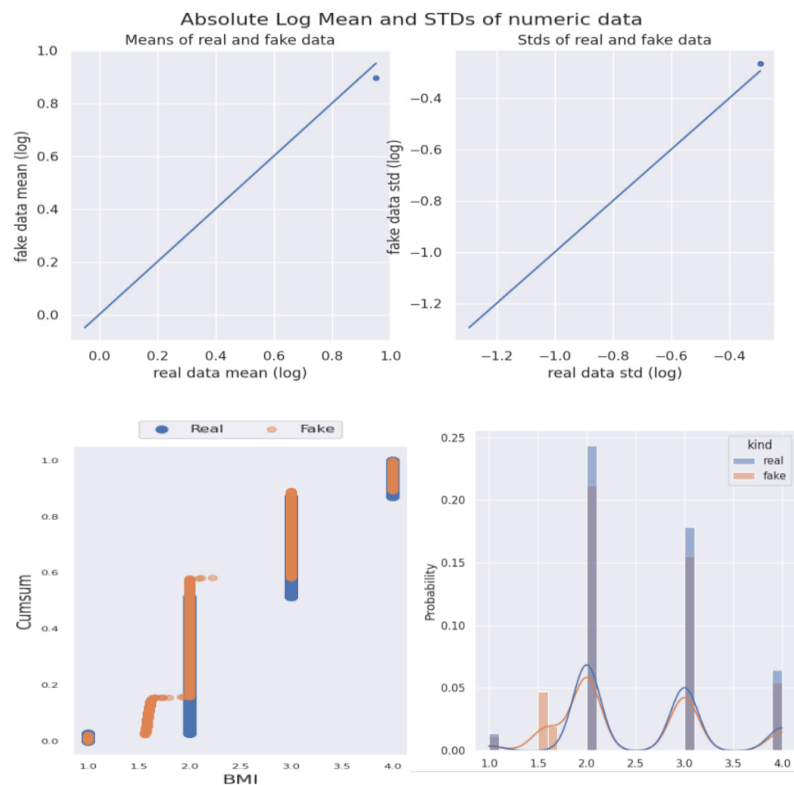 Absolute Log Mean and STDs of numeric data
Means of real and fake data
1.0
0.8
0.6
0.4
0.2
0.0
fake data mean (log)
0.0 0.2 0.4 0.6 0.8 1.0
real data mean (log)
Stds of real and fake data
−0.4
−0.6
−0.8
−1.0
−1.2
fake data std (log)
−1.2 −1.0 −0.8 −0.6 −0.4
real data std (log)
Real Fake
1.0
0.8
0.6
0.4
0.2
0.0
Cumsum
1.0 1.5 2.0 2.5 3.0 3.5 4.0
BMI
kind
real
fake
0.25
0.20
0.15
0.10
0.05
0.00
Probability
1.0 1.5 2.0 2.5 3.0 3.5 4.0